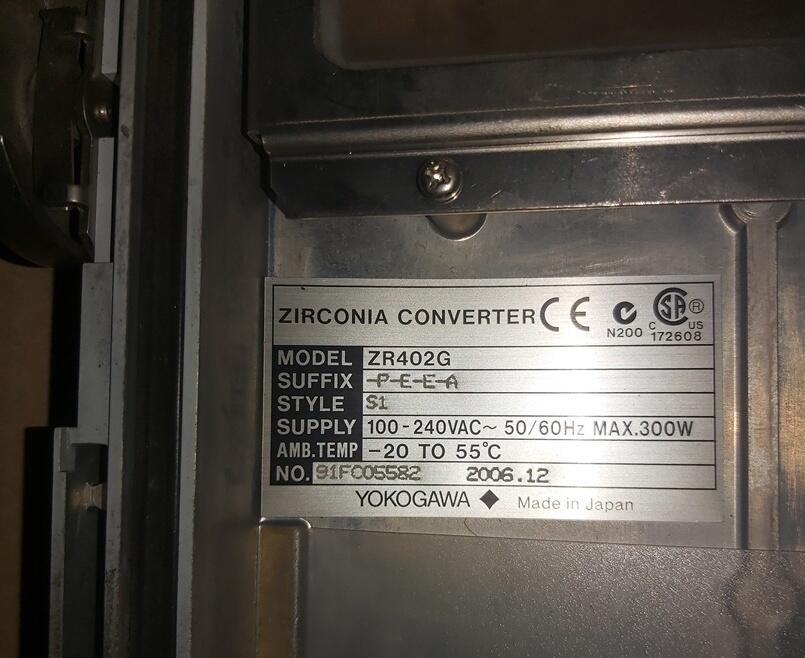 ZIRCONIA CONVERTER CE N200 C SA ® US 172608
MODEL ZR402G
SUFFIX -P-E-E-A
STYLE S1
SUPPLY 100-240VAC~ 50/60Hz MAX.300W
AMB.TEMP -20 TO 55°C
NO. 91FC05582 2006.12
YOKOGAWA ◆ Made in Japan